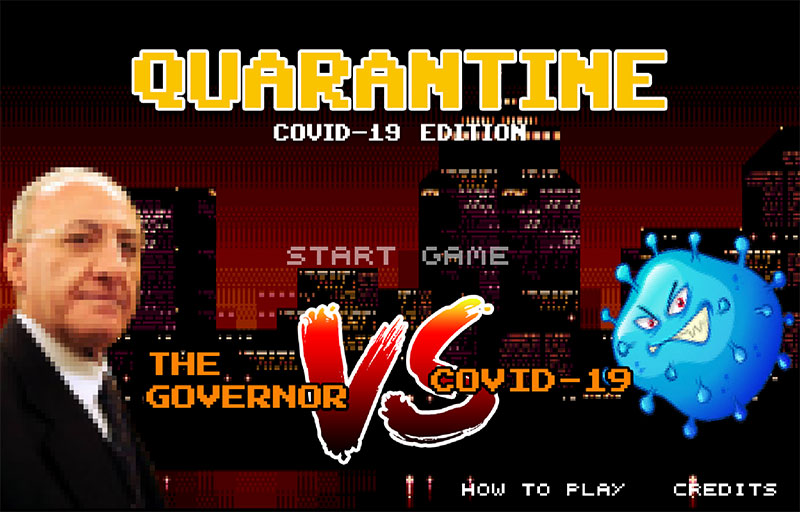 QUARANTINE
COVID-19 EDITION
START GAME
VS
THE
GOVERNOR
COVID-19
HOW TO PLAY
CREDITS